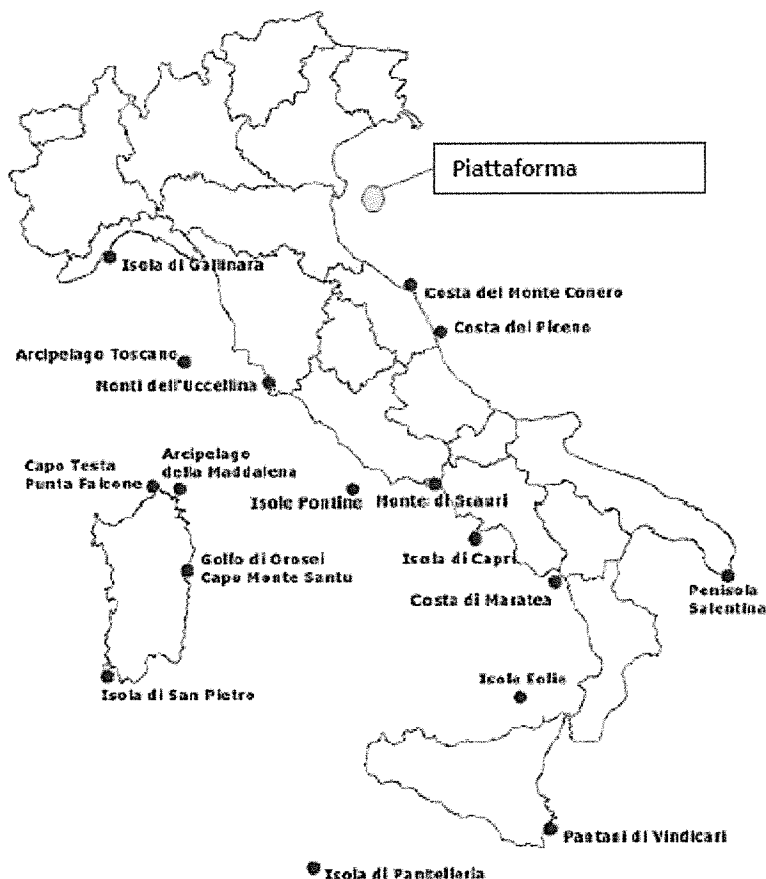 Piattaforma
Isola di Gallinara
Costa del Monte Conero
Costa del Piceno
Arcipelago Toscano
Monti dell'Uccellina
Capo Testa
Punta Falcone
Arcipelago
della Maddalena
Isole Pontine
Monte di Scauri
Golfo di Orosei
Capo Monte Santu
Isola di Capri
Costa di Maratea
Penisola
Salentina
Isola di San Pietro
Isole Eolie
Pantani di Vindicari
Isola di Pantelleria